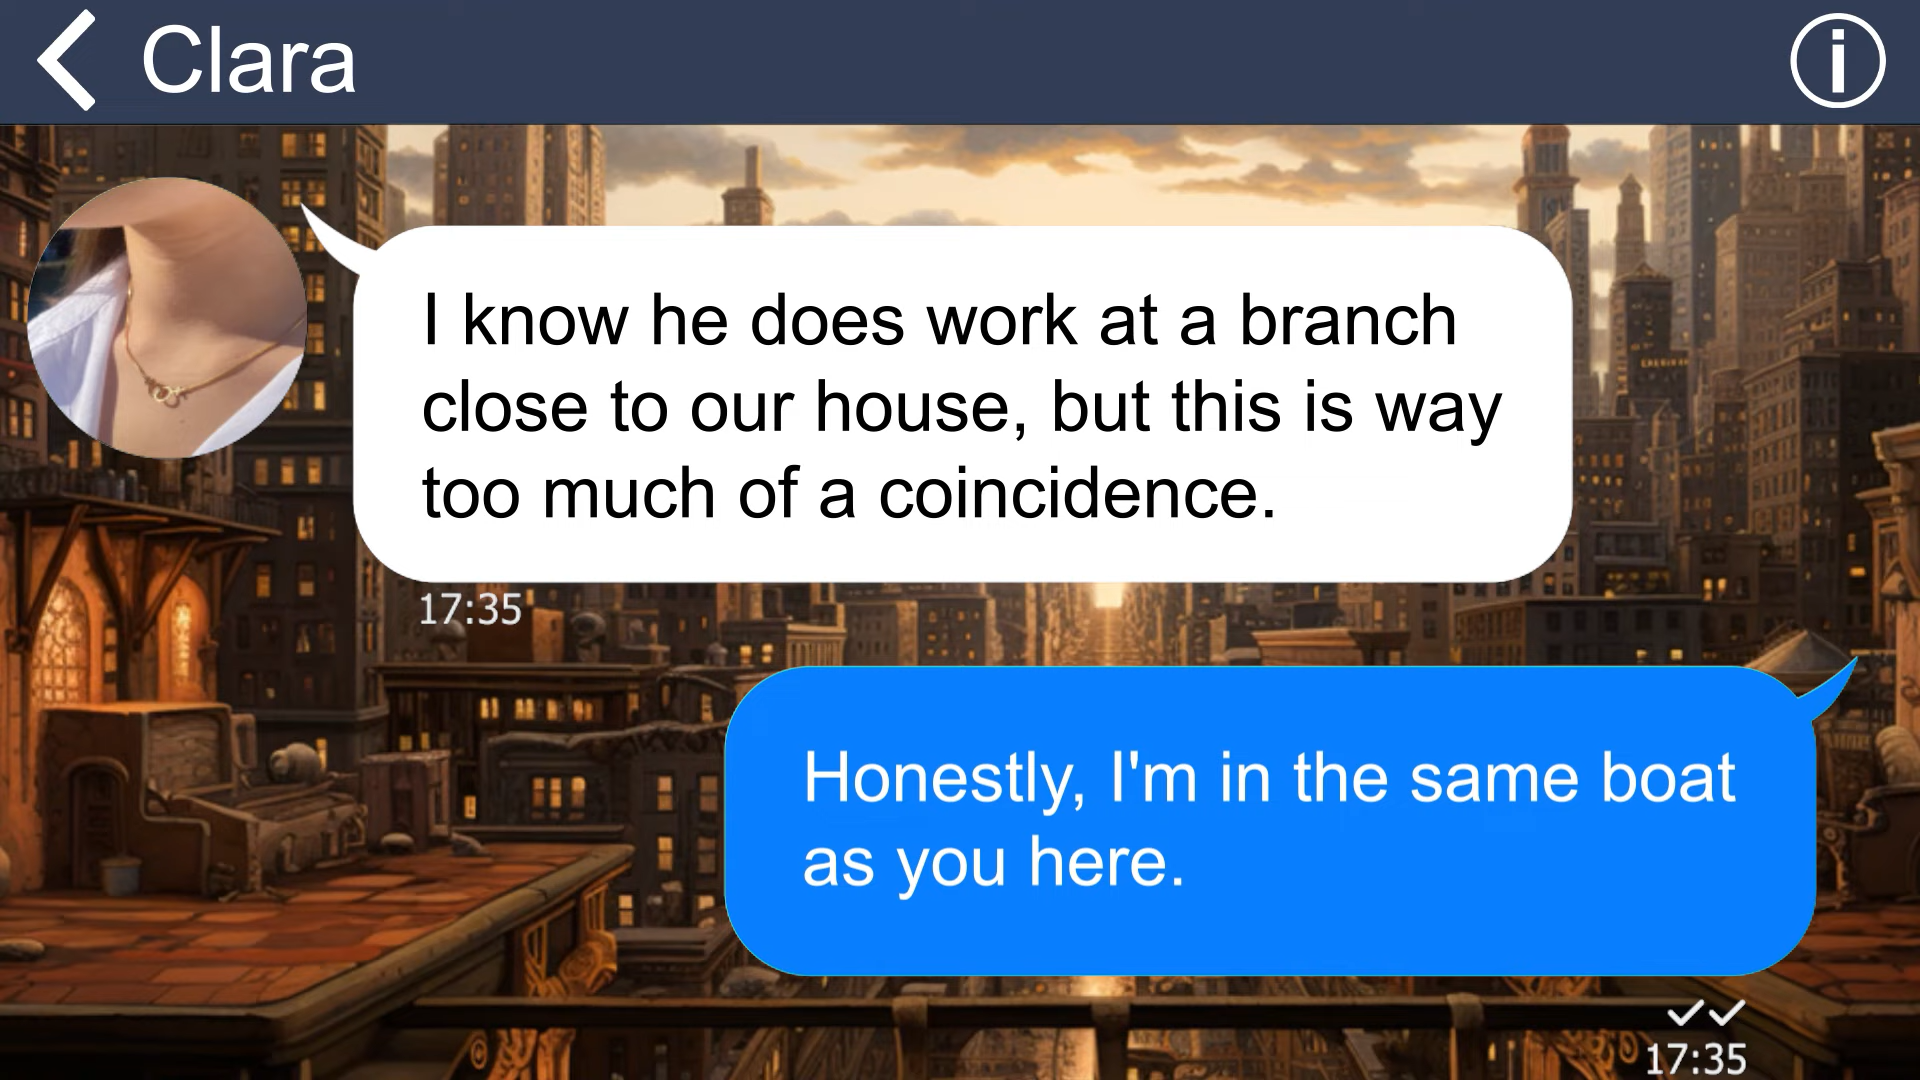 Clara
I know he does work at a branch
close to our house, but this is way
too much of a coincidence.
17:35
Honestly, I'm in the same boat
as you here.
17:35